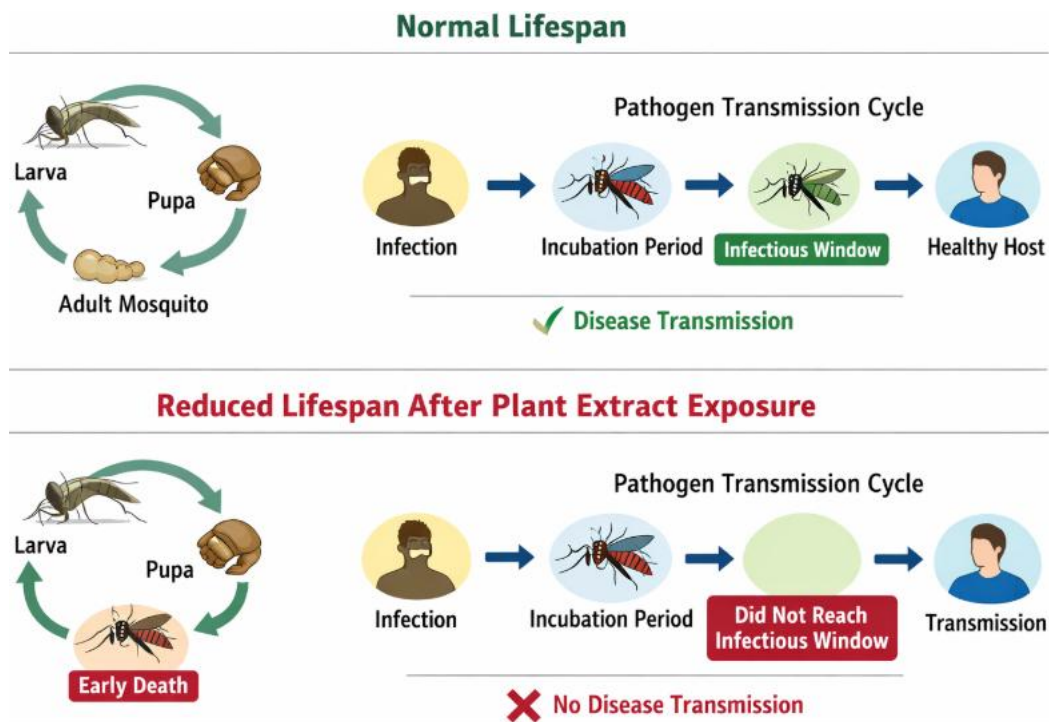 Normal Lifespan
Larva
Pupa
Adult Mosquito
Pathogen Transmission Cycle
Infection
Incubation Period
Infectious Window
Healthy Host
Disease Transmission
Reduced Lifespan After Plant Extract Exposure
Larva
Pupa
Early Death
Pathogen Transmission Cycle
Infection
Incubation Period
Did Not Reach
Infectious Window
Transmission
No Disease Transmission